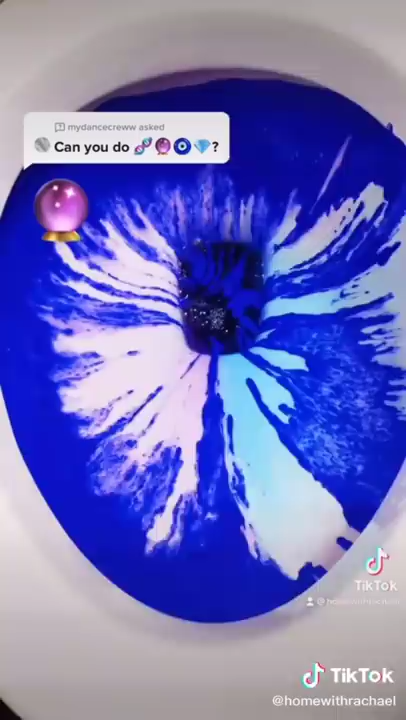 mydancecreww asked
Can you do 🧬🔮🧿💎?
TikTok
TikTok
@homewithrachael